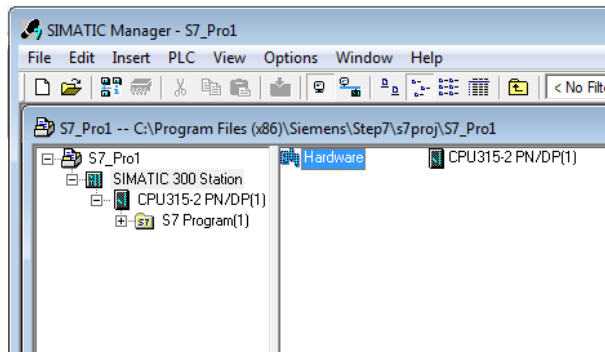 SIMATIC Manager - S7_Pro1
File Edit Insert PLC View Options Window Help
< No Filte
S7_Pro1 -- C:\Program Files (x86)\Siemens\Step7\s7proj\S7_Pro1
S7_Pro1
SIMATIC 300 Station
CPU315-2 PN/DP(1)
S7 Program(1)
Hardware
CPU315-2 PN/DP(1)